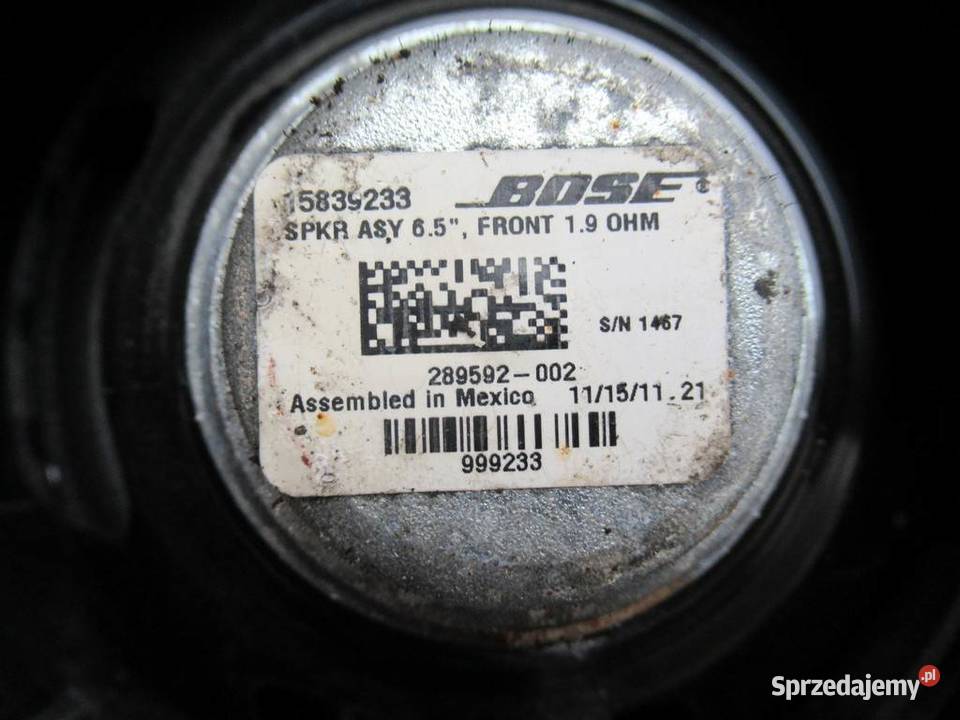 15839233 BOSE®
SPKR ASY 6.5", FRONT 1.9 OHM
S/N 1467
289592-002
Assembled in Mexico 11/15/11 21
999233
Sprzedajemy.pl